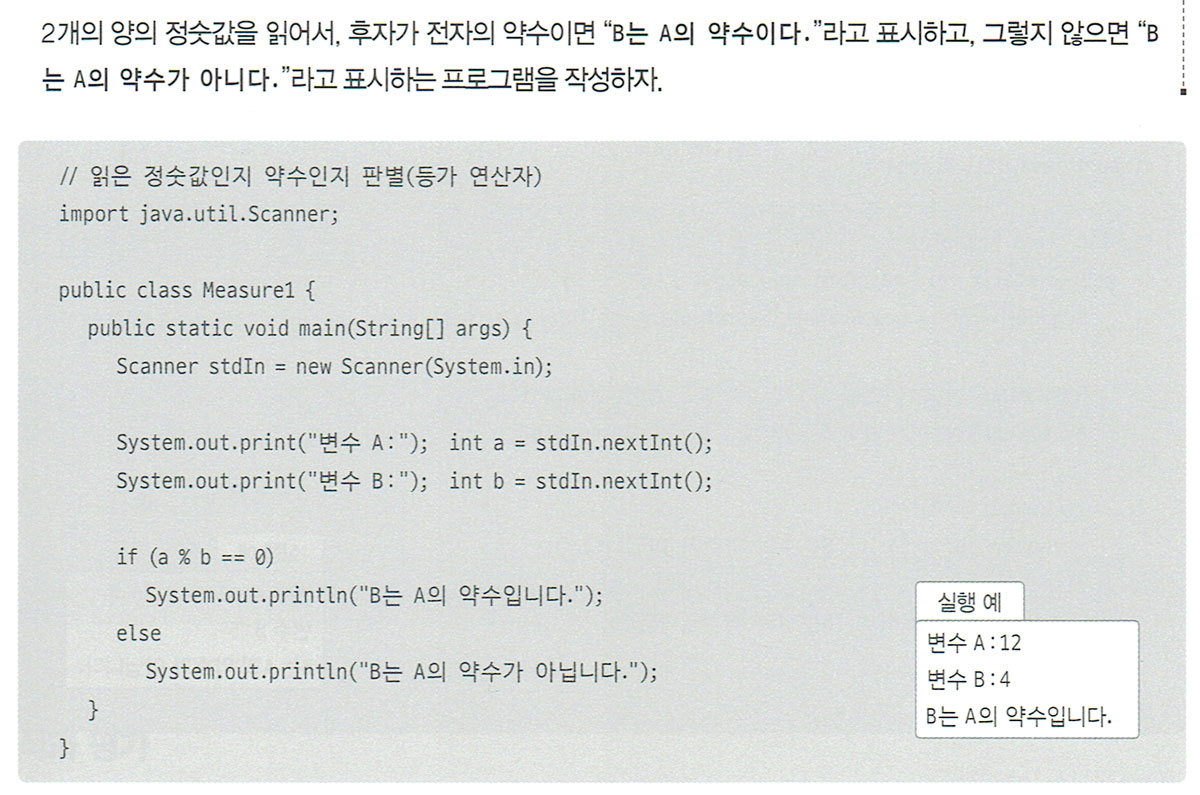 2개의 양의 정숫값을 읽어서, 후자가 전자의 약수이면 “B는 A의 약수이다.”라고 표시하고, 그렇지 않으면 “B
는 A의 약수가 아니다.”라고 표시하는 프로그램을 작성하자.
// 읽은 정숫값인지 약수인지 판별(등가 연산자)
import java.util.Scanner;
public class Measure1 {
public static void main(String[] args) {
Scanner stdIn = new Scanner(System.in);
System.out.print("변수 A:"); int a = stdIn.nextInt();
System.out.print("변수 B:"); int b = stdIn.nextInt();
if (a % b == 0)
System.out.println("B는 A의 약수입니다.");
else
System.out.println("B는 A의 약수가 아닙니다.");
}
}
실행 예
변수 A:12
변수 B:4
B는 A의 약수입니다.